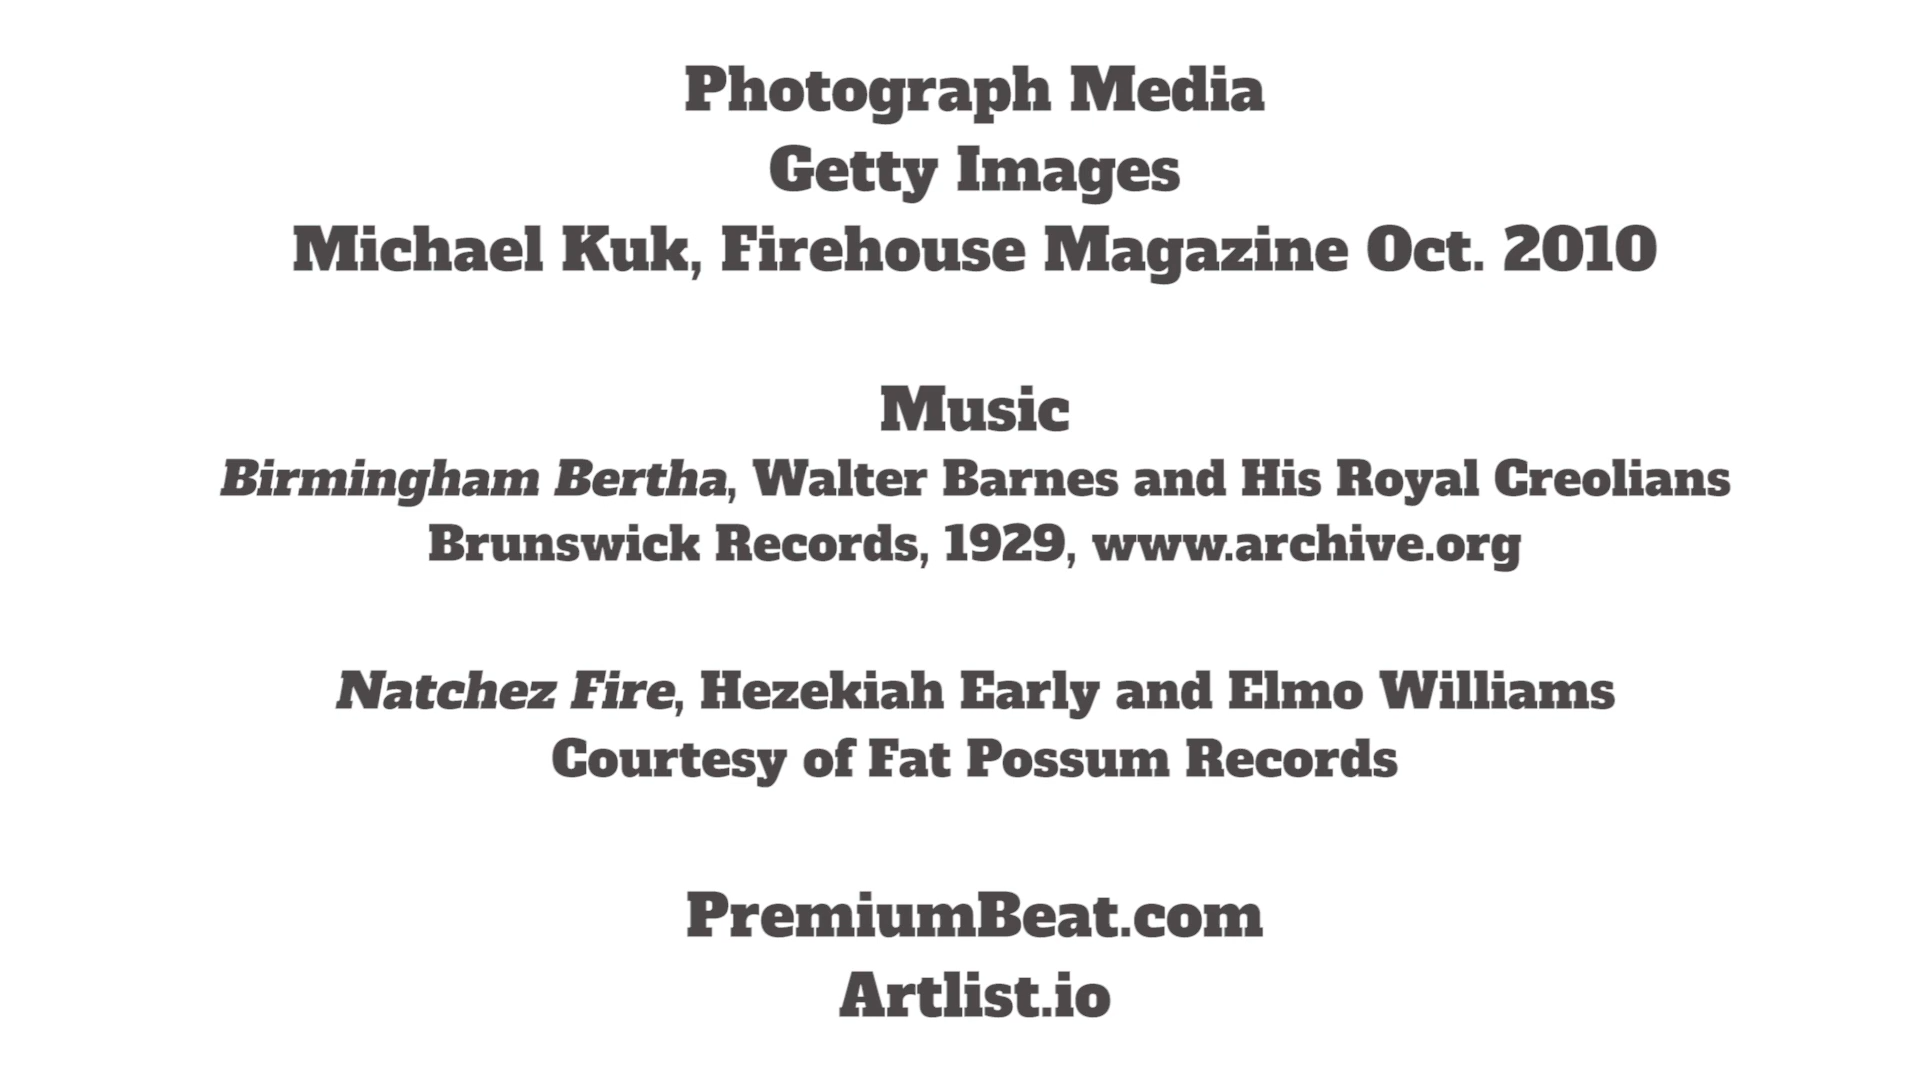 Photograph Media
Getty Images
Michael Kuk, Firehouse Magazine Oct. 2010
Music
Birmingham Bertha, Walter Barnes and His Royal Creolians
Brunswick Records, 1929, www.archive.org
Natchez Fire, Hezekiah Early and Elmo Williams
Courtesy of Fat Possum Records
PremiumBeat.com
Artlist.io